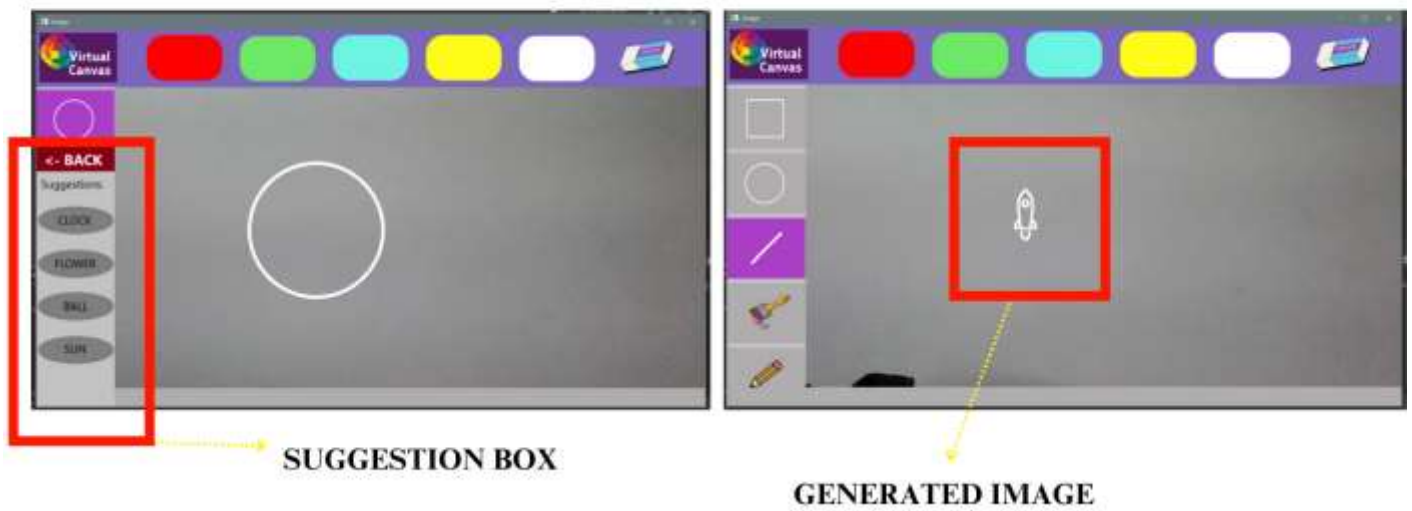 Virtual
Canvas
<- BACK
Suggestions
CLOCK
FLOWER
BALL
SUN
SUGGESTION BOX
Virtual
Canvas
GENERATED IMAGE